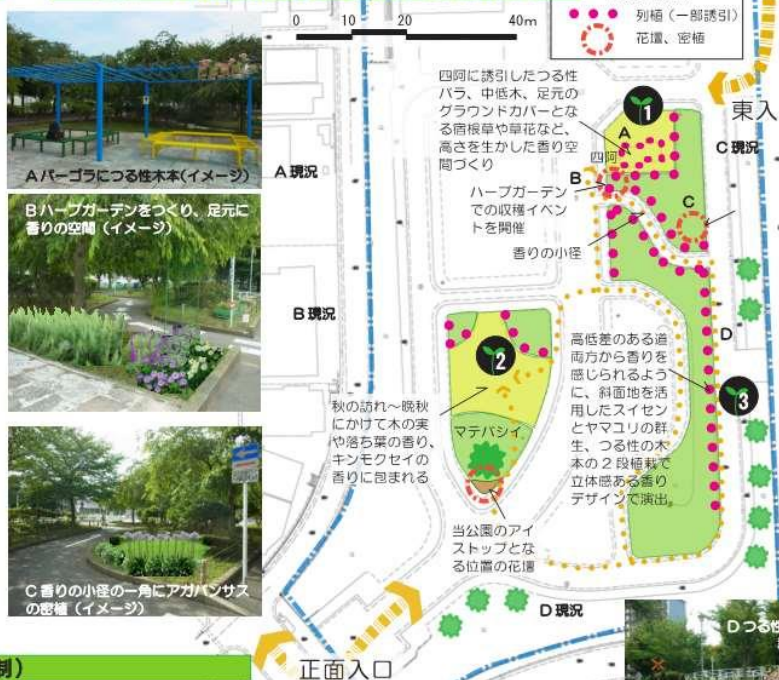 0 10 20 40m
列植（一部誘引）
花壇、密植
四阿に誘引したつる性
バラ、中低木、足元の
グラウンドカバーとな
る宿根草や草花など、
高さを生かした香り空
間づくり
1
東入
A
C 現況
四阿
A パーゴラにつる性木本(イメージ)
A 現況
B
ハーブガーデン
での収穫イベン
トを開催
C
香りの小径
B ハーブガーデンをつくり、足元に
香りの空間（イメージ）
B 現況
2
高低差のある道
両方から香りを
感じられるよう
に、斜面地を活
用したスイセン
とヤマユリの群
生、つる性の木
本の２段植栽で
立体感ある香り
デザインで演出。
D
3
秋の訪れ～晩秋
にかけて木の実
や落ち葉の香り、
キンモクセイの
香りに包まれる
マテバシイ
当公園のアイ
ストップとな
る位置の花壇
C 香りの小径の一角にアガパンサス
の密植（イメージ）
D 現況
D つる性
制）
正面入口